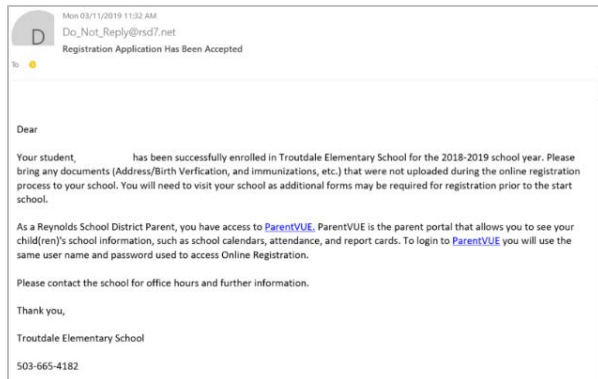 Mon 03/11/2019 11:32 AM
D
Do_Not_Reply@rsd7.net
Registration Application Has Been Accepted
To
Dear
Your student, has been successfully enrolled in Troutdale Elementary School for the 2018-2019 school year. Please
bring any documents (Address/Birth Verfication, and immunizations, etc.) that were not uploaded during the online registration
process to your school. You will need to visit your school as additional forms may be required for registration prior to the start
school.
As a Reynolds School District Parent, you have access to ParentVUE. ParentVUE is the parent portal that allows you to see your
child(ren)'s school information, such as school calendars, attendance, and report cards. To login to ParentVUE you will use the
same user name and password used to access Online Registration.
Please contact the school for office hours and further information.
Thank you,
Troutdale Elementary School
503-665-4182